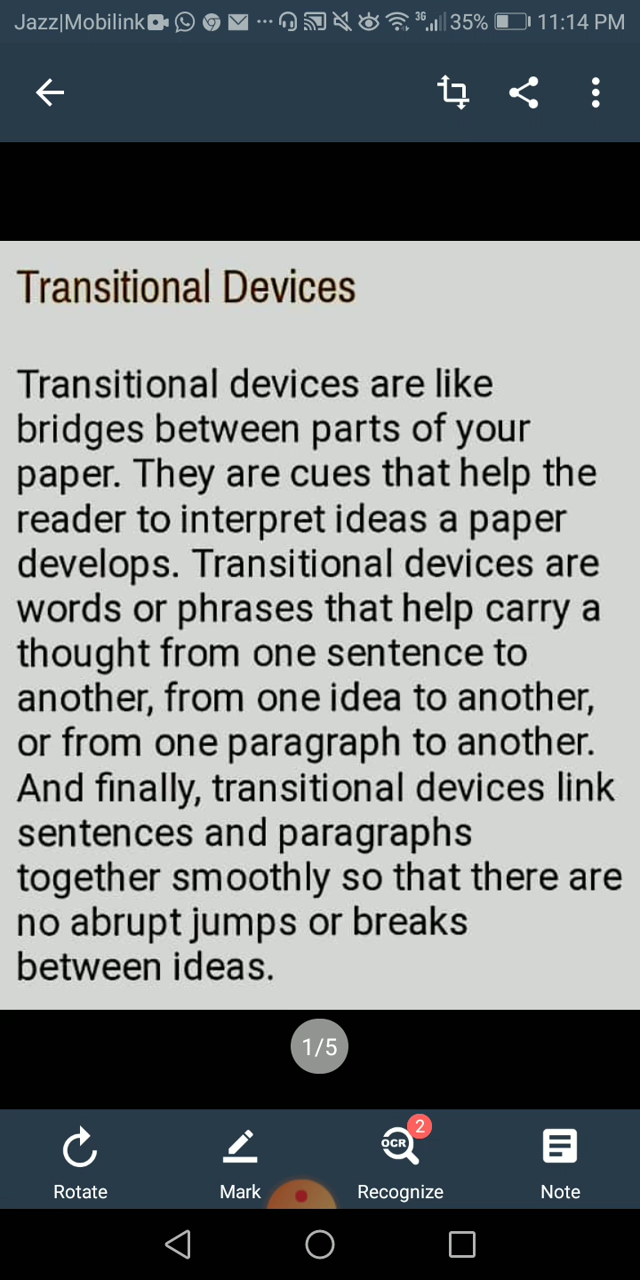 Jazz|Mobilink ... 3G 35% 11:14 PM
Transitional Devices
Transitional devices are like
bridges between parts of your
paper. They are cues that help the
reader to interpret ideas a paper
develops. Transitional devices are
words or phrases that help carry a
thought from one sentence to
another, from one idea to another,
or from one paragraph to another.
And finally, transitional devices link
sentences and paragraphs
together smoothly so that there are
no abrupt jumps or breaks
between ideas.
1/5
OCR 2
Rotate Mark Recognize Note